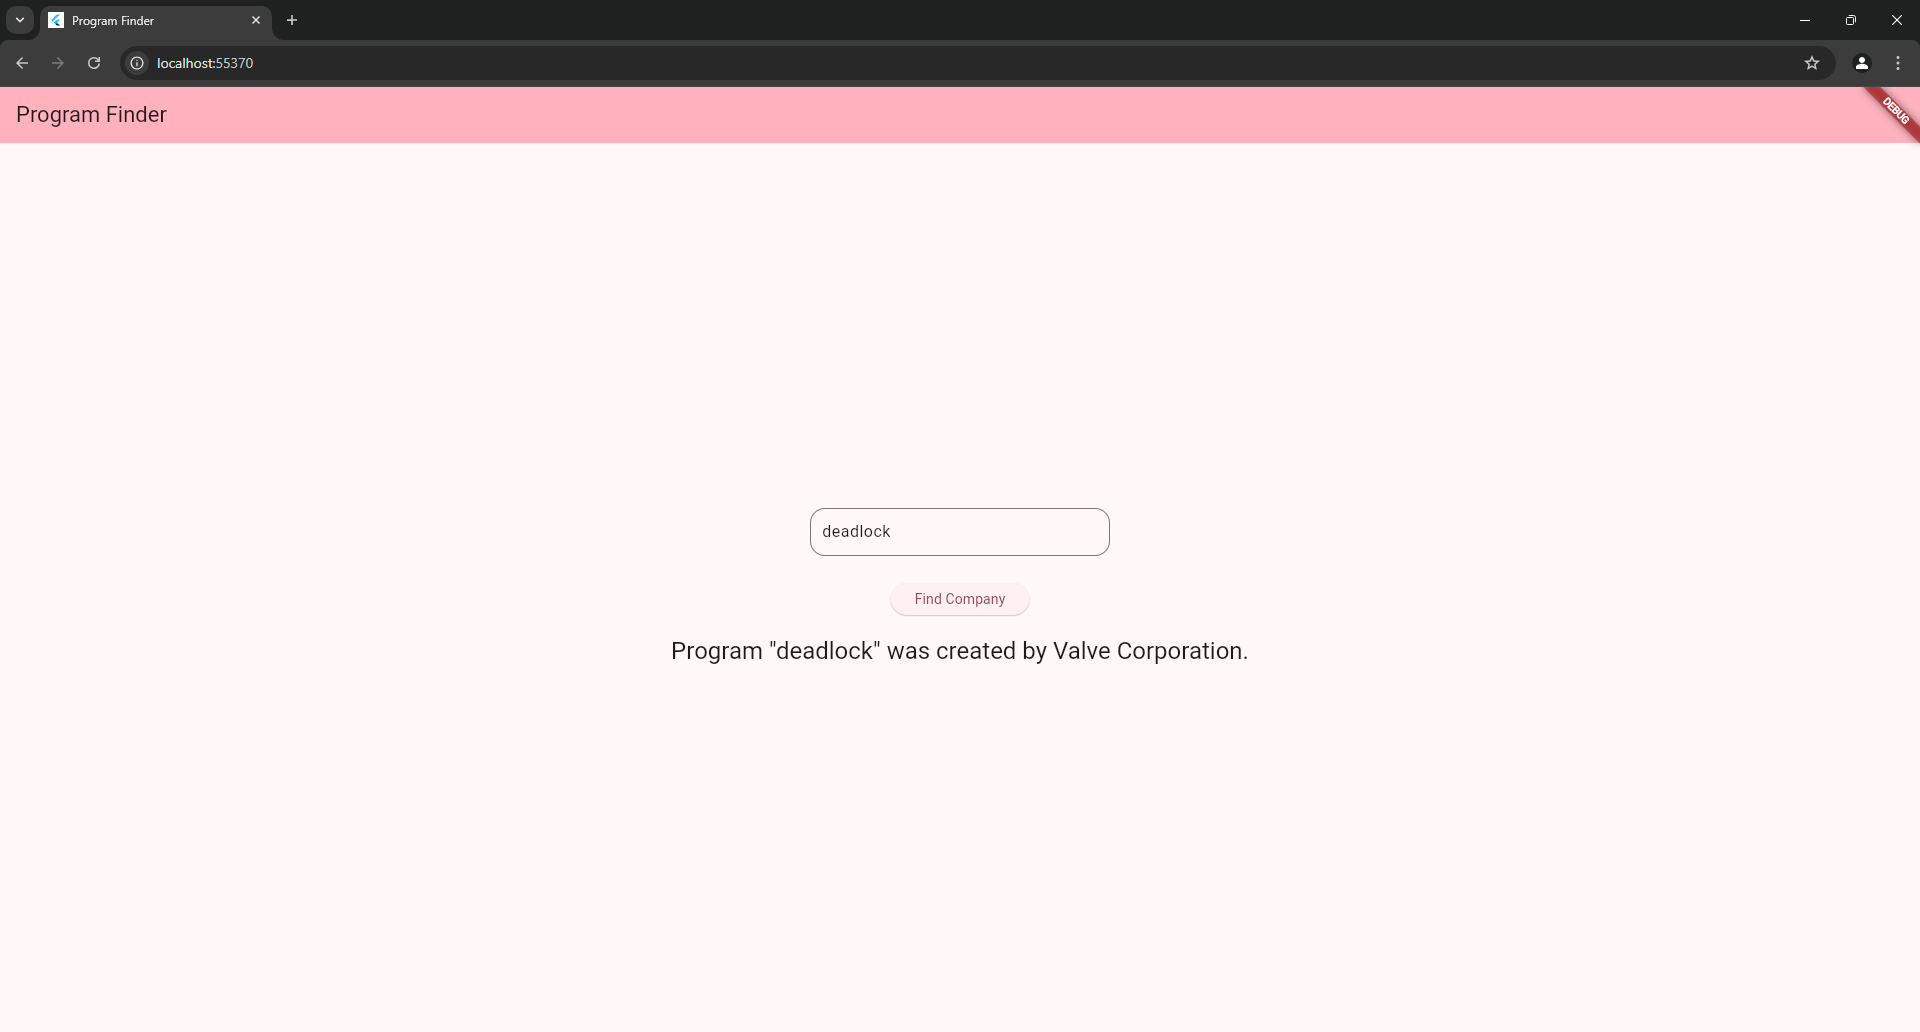 Program Finder
localhost:55370
Program Finder
DEBUG
deadlock
Find Company
Program "deadlock" was created by Valve Corporation.